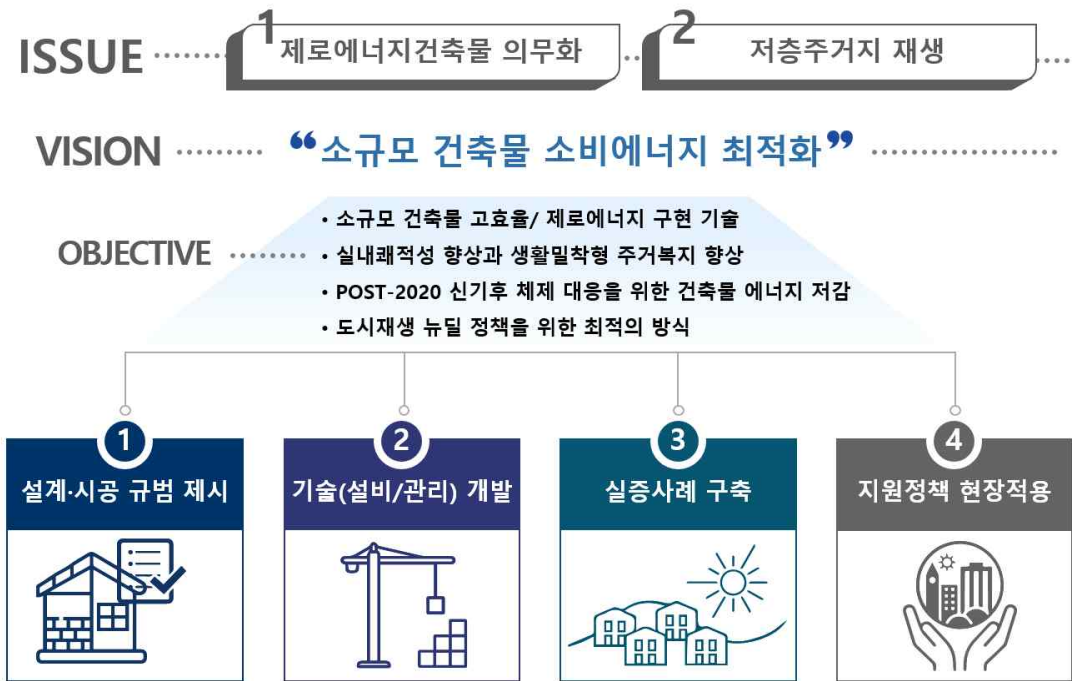 ISSUE
1 제로에너지건축물 의무화
2 저층주거지 재생
VISION
“소규모 건축물 소비에너지 최적화”
OBJECTIVE
• 소규모 건축물 고효율/ 제로에너지 구현 기술
• 실내쾌적성 향상과 생활밀착형 주거복지 향상
• POST-2020 신기후 체제 대응을 위한 건축물 에너지 저감
• 도시재생 뉴딜 정책을 위한 최적의 방식
1
설계·시공 규범 제시
2
기술(설비/관리) 개발
3
실증사례 구축
4
지원정책 현장적용